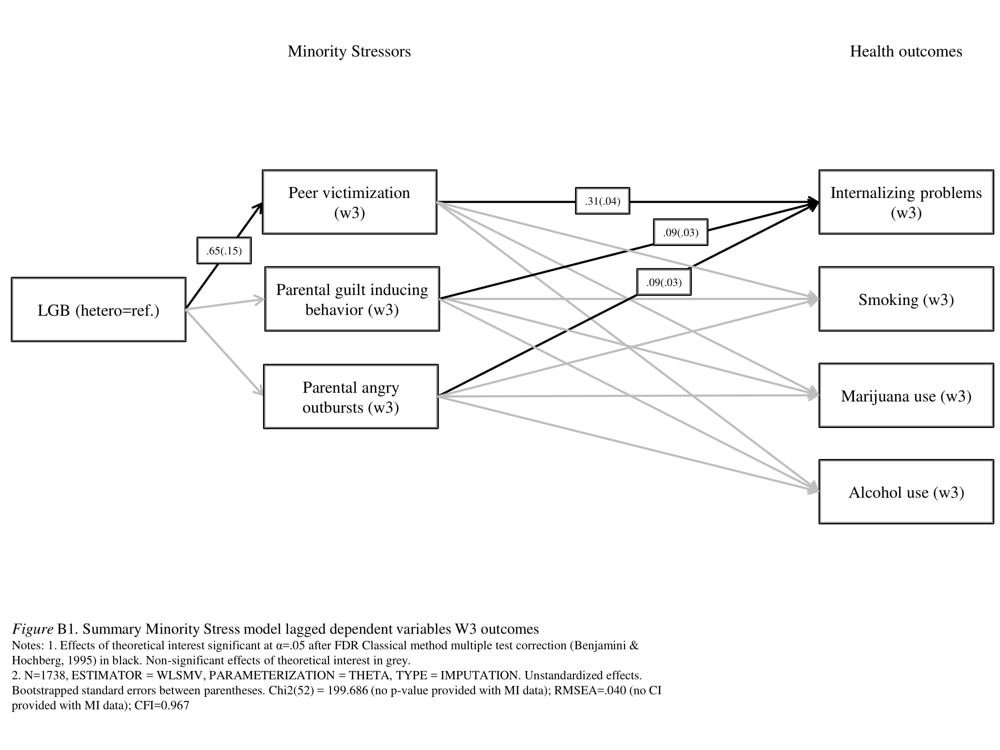 Minority Stressors
Health outcomes
Peer victimization
(w3)
.31(.04)
Internalizing problems
(w3)
.09(.03)
.65(.15)
Parental guilt inducing
behavior (w3)
.09(.03)
Smoking (w3)
LGB (hetero=ref.)
Parental angry
outbursts (w3)
Marijuana use (w3)
Alcohol use (w3)
Figure B1. Summary Minority Stress model lagged dependent variables W3 outcomes
Notes: 1. Effects of theoretical interest significant at α=.05 after FDR Classical method multiple test correction (Benjamini &
Hochberg, 1995) in black. Non-significant effects of theoretical interest in grey.
2. N=1738, ESTIMATOR = WLSMV, PARAMETERIZATION = THETA, TYPE = IMPUTATION. Unstandardized effects.
Bootstrapped standard errors between parentheses. Chi2(52) = 199.686 (no p-value provided with MI data); RMSEA=.040 (no CI
provided with MI data); CFI=0.967